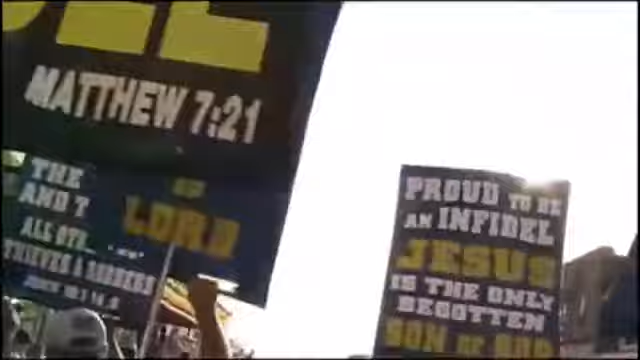 MATTHEW 7:21
THE
AND T
IS
LORD
ALL OTH...
THIEVES & ROBBERS
PROUD TO BE
AN INFIDEL
JESUS
IS THE ONLY
BEGOTTEN
SON OF GOD